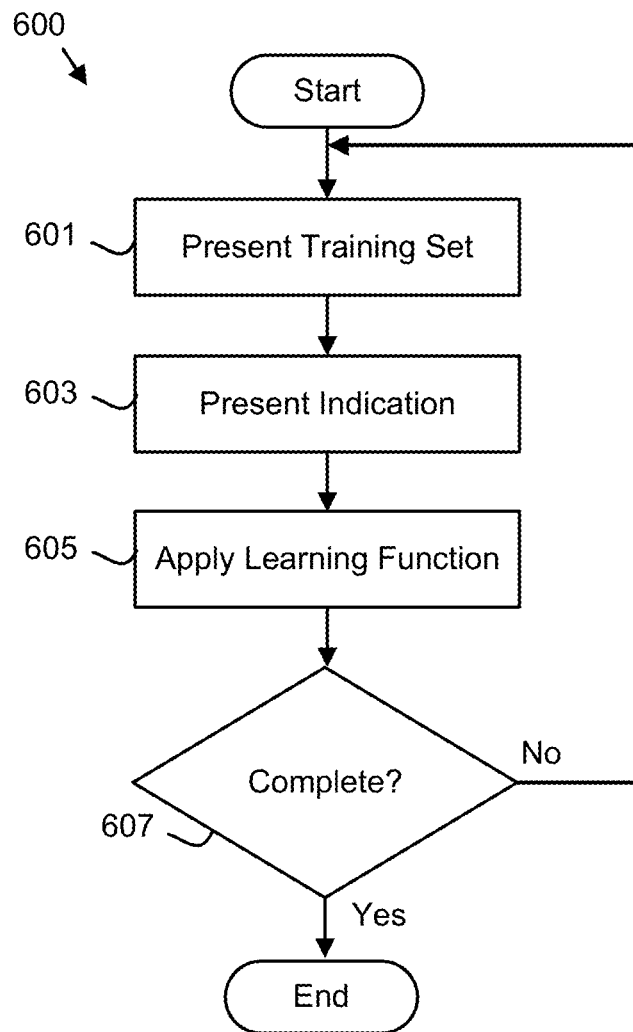 600
Start
601
Present Training Set
603
Present Indication
605
Apply Learning Function
Complete?
No
607
Yes
End